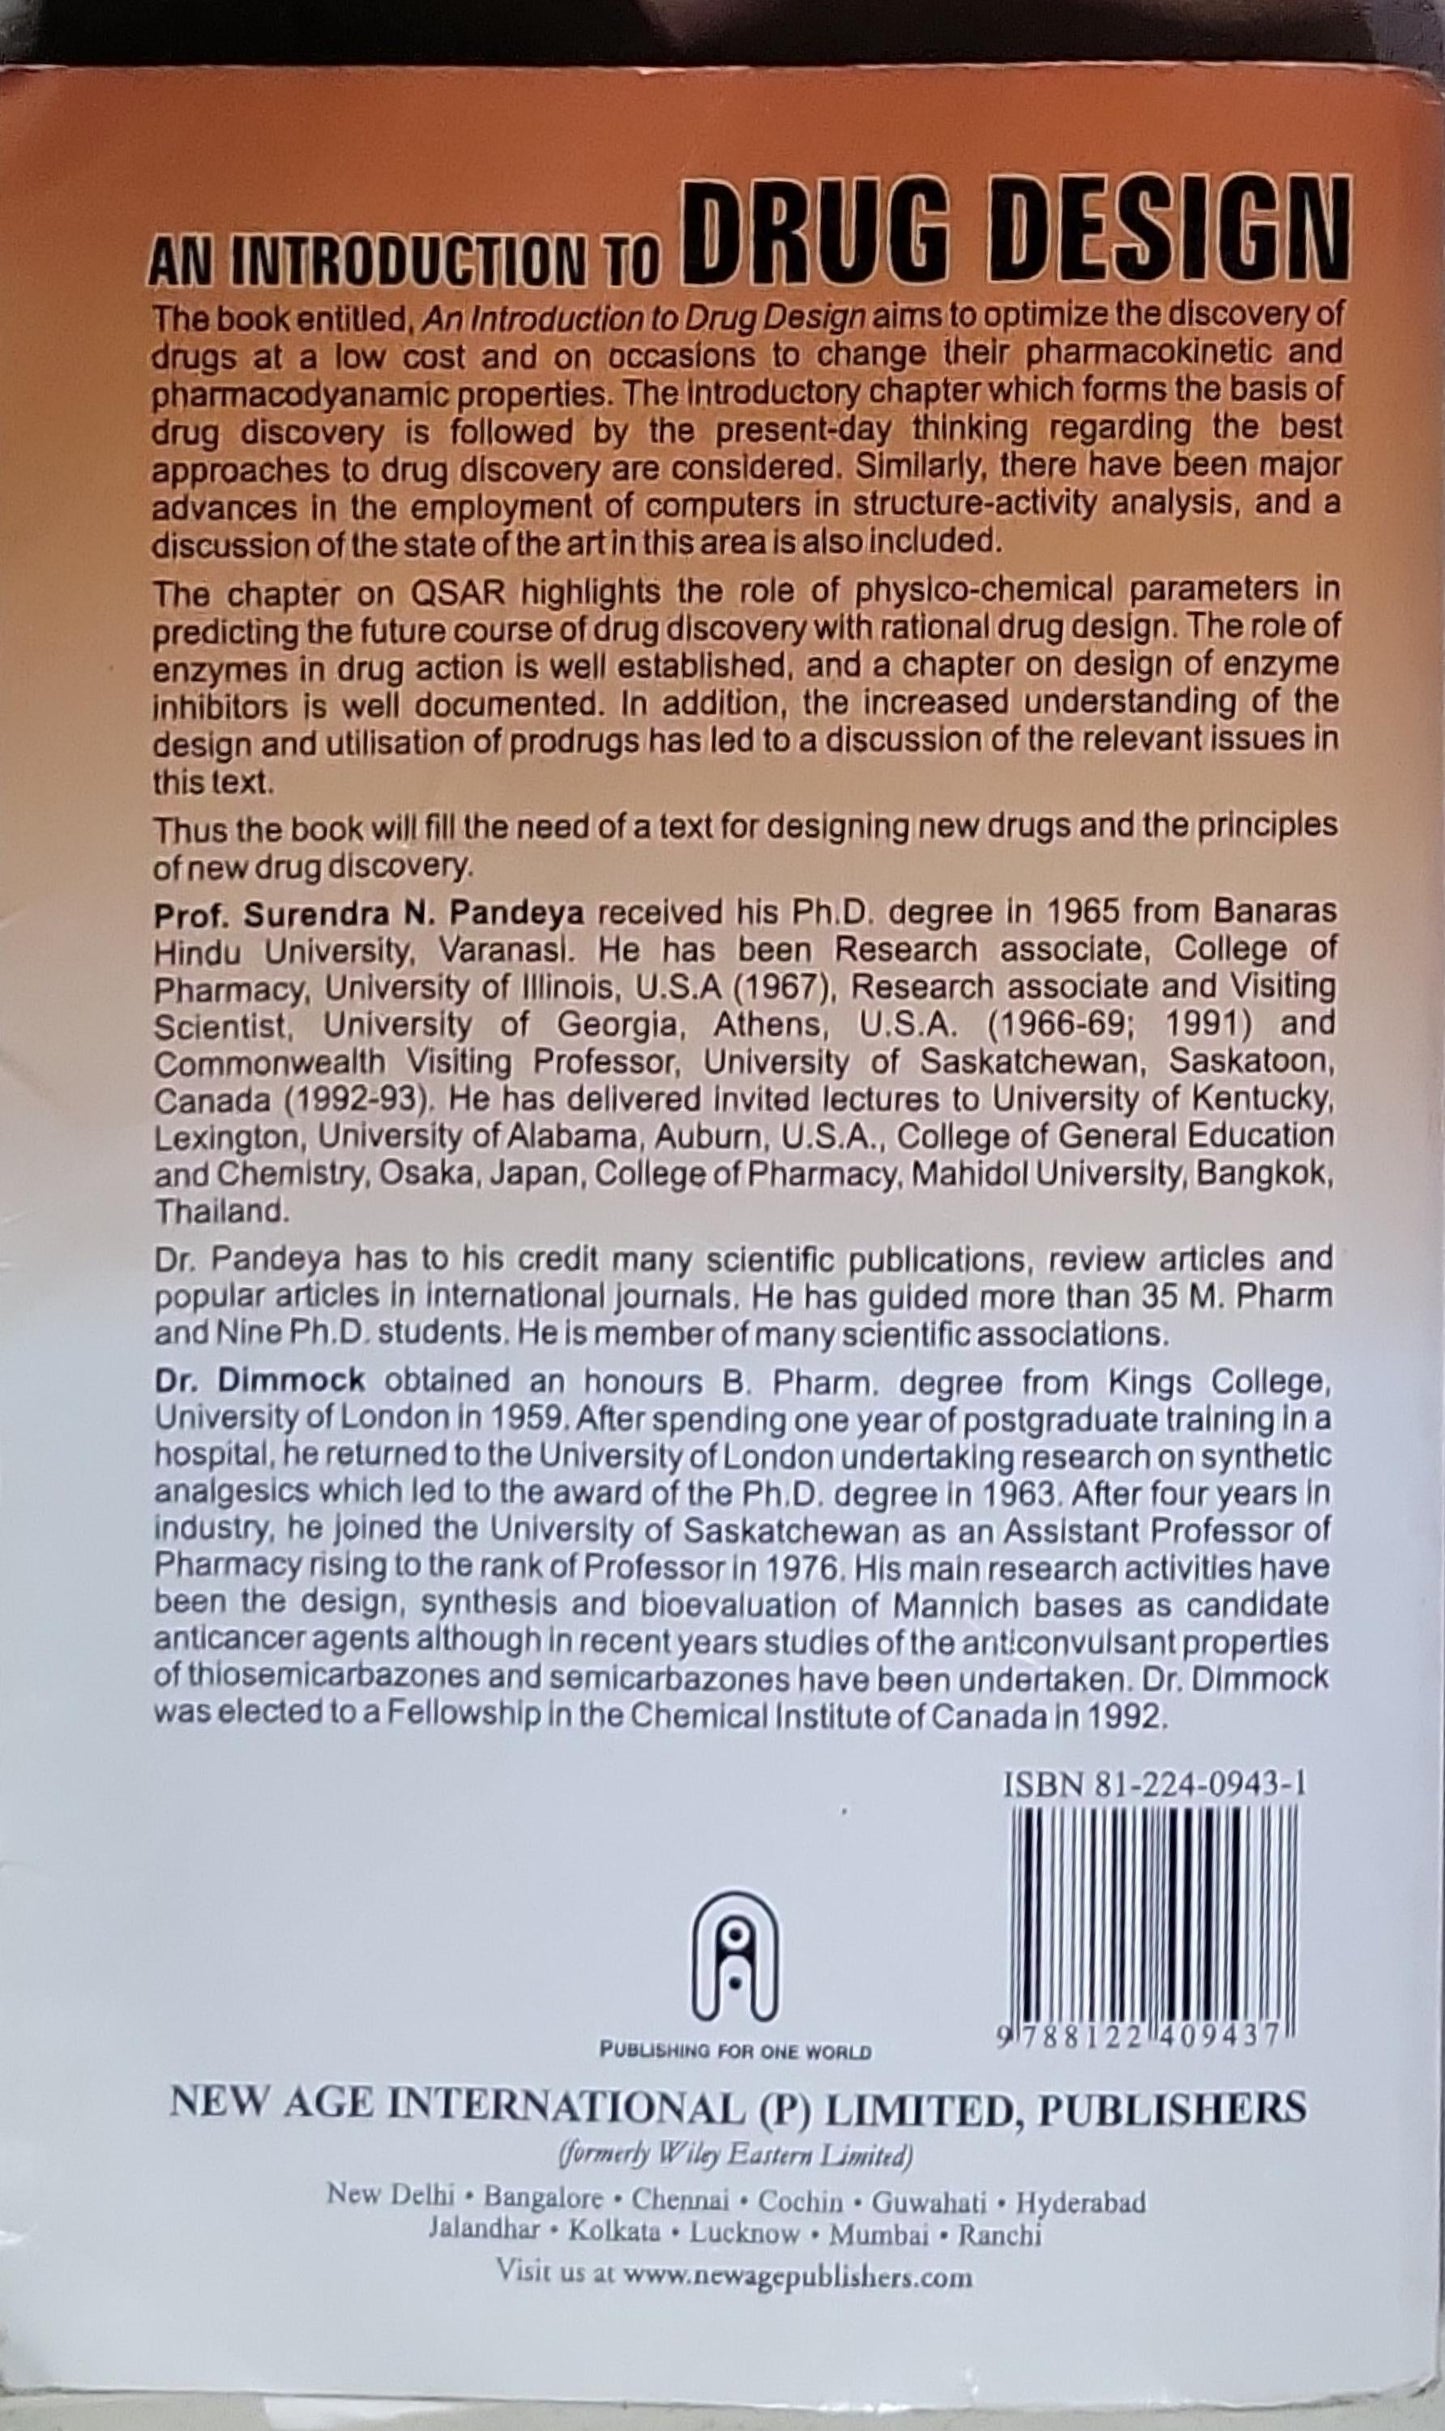 AN INTRODUCTION TO DRUG DESIGN
The book entitled, An Introduction to Drug Design aims to optimize the discovery of
drugs at a low cost and on occasions to change their pharmacokinetic and
pharmacodyanamic properties. The introductory chapter which forms the basis of
drug discovery is followed by the present-day thinking regarding the best
approaches to drug discovery are considered. Similarly, there have been major
advances in the employment of computers in structure-activity analysis, and a
discussion of the state of the art in this area is also included.
The chapter on QSAR highlights the role of physico-chemical parameters in
predicting the future course of drug discovery with rational drug design. The role of
enzymes in drug action is well established, and a chapter on design of enzyme
inhibitors is well documented. In addition, the increased understanding of the
design and utilisation of prodrugs has led to a discussion of the relevant issues in
this text.
Thus the book will fill the need of a text for designing new drugs and the principles
of new drug discovery.
Prof. Surendra N. Pandeya received his Ph.D. degree in 1965 from Banaras
Hindu University, Varanasi. He has been Research associate, College of
Pharmacy, University of Illinois, U.S.A (1967), Research associate and Visiting
Scientist, University of Georgia, Athens, U.S.A. (1966-69; 1991) and
Commonwealth Visiting Professor, University of Saskatchewan, Saskatoon,
Canada (1992-93). He has delivered invited lectures to University of Kentucky,
Lexington, University of Alabama, Auburn, U.S.A., College of General Education
and Chemistry, Osaka, Japan, College of Pharmacy, Mahidol University, Bangkok,
Thailand.
Dr. Pandeya has to his credit many scientific publications, review articles and
popular articles in international journals. He has guided more than 35 M. Pharm
and Nine Ph.D. students. He is member of many scientific associations.
Dr. Dimmock obtained an honours B. Pharm. degree from Kings College,
University of London in 1959. After spending one year of postgraduate training in a
hospital, he returned to the University of London undertaking research on synthetic
analgesics which led to the award of the Ph.D. degree in 1963. After four years in
industry, he joined the University of Saskatchewan as an Assistant Professor of
Pharmacy rising to the rank of Professor in 1976. His main research activities have
been the design, synthesis and bioevaluation of Mannich bases as candidate
anticancer agents although in recent years studies of the anticonvulsant properties
of thiosemicarbazones and semicarbazones have been undertaken. Dr. Dimmock
was elected to a Fellowship in the Chemical Institute of Canada in 1992.
ISBN 81-224-0943-1
9 788122 409437
PUBLISHING FOR ONE WORLD
NEW AGE INTERNATIONAL (P) LIMITED, PUBLISHERS
(formerly Wiley Eastern Limited)
New Delhi • Bangalore • Chennai • Cochin • Guwahati • Hyderabad
Jalandhar • Kolkata • Lucknow • Mumbai • Ranchi
Visit us at www.newagepublishers.com